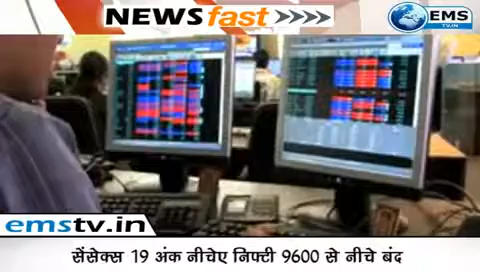 NEWS fast >>>>
EMS
TV.IN
emstv.in
सेंसेक्स 19 अंक नीचेए निफ्टी 9600 से नीचे बंद